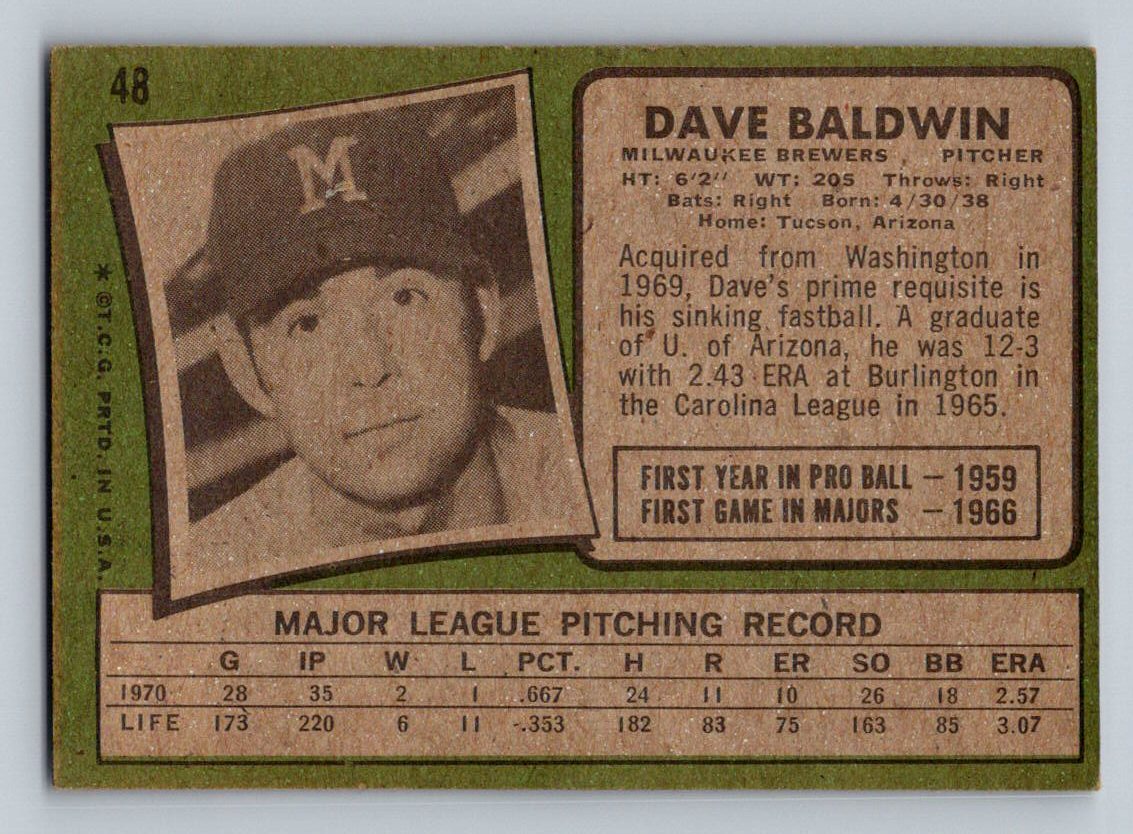 48
M
* ©T.C.G. PRTD. IN U.S.A.
DAVE BALDWIN
MILWAUKEE BREWERS, PITCHER
HT: 6'2" WT: 205 Throws: Right
Bats: Right Born: 4/30/38
Home: Tucson, Arizona
Acquired from Washington in
1969, Dave's prime requisite is
his sinking fastball. A graduate
of U. of Arizona, he was 12-3
with 2.43 ERA at Burlington in
the Carolina League in 1965.
FIRST YEAR IN PRO BALL — 1959
FIRST GAME IN MAJORS — 1966
MAJOR LEAGUE PITCHING RECORD
G IP W L PCT. H R ER SO BB ERA
1970 28 35 2 1 .667 24 11 10 26 18 2.57
LIFE 173 220 6 11 .353 182 83 75 163 85 3.07